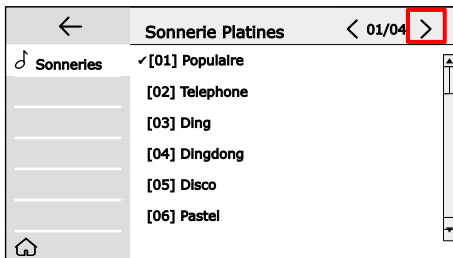 Sonnerie Platines
01/04
Sonneries
✓[01] Populaire
[02] Telephone
[03] Ding
[04] Dingdong
[05] Disco
[06] Pastel